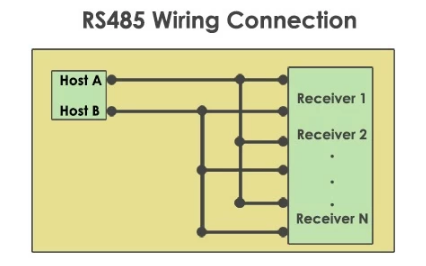 RS485 Wiring Connection
Host A
Host B
Receiver 1
Receiver 2
.
.
.
Receiver N